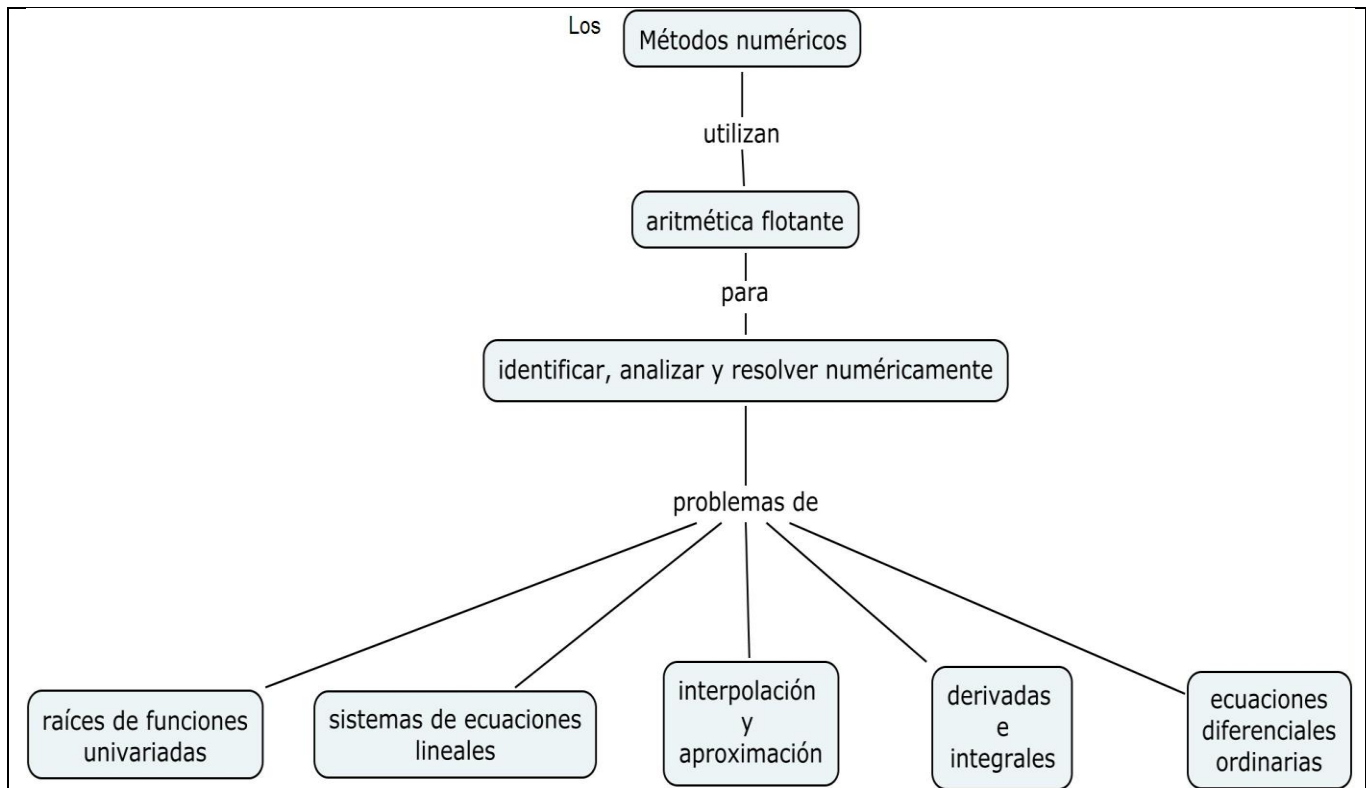 Los
Métodos numéricos
utilizan
aritmética flotante
para
identificar, analizar y resolver numéricamente
problemas de
raíces de funciones
univariadas
sistemas de ecuaciones
lineales
interpolación
y
aproximación
derivadas
e
integrales
ecuaciones
diferenciales
ordinarias